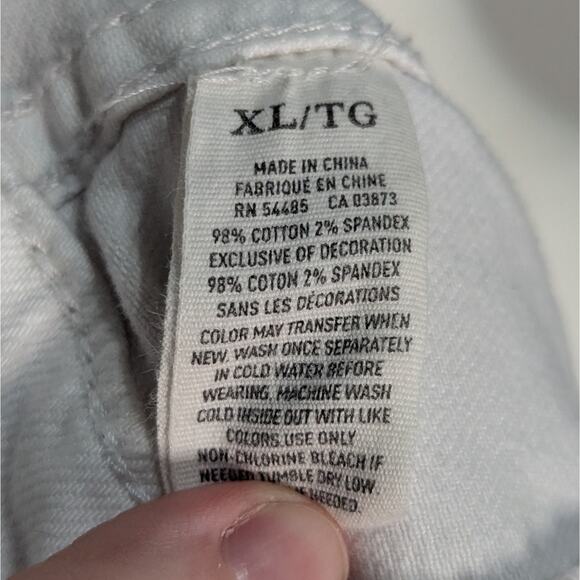 XL/TG
MADE IN CHINA
FABRIQUÉ EN CHINE
RN 54485 CA 03873
98% COTTON 2% SPANDEX
EXCLUSIVE OF DECORATION
98% COTON 2% SPANDEX
SANS LES DÉCORATIONS
COLOR MAY TRANSFER WHEN
NEW. WASH ONCE SEPARATELY
IN COLD WATER BEFORE
WEARING. MACHINE WASH
COLD INSIDE OUT WITH LIKE
COLORS. USE ONLY
NON-CHLORINE BLEACH IF
NEEDED TUMBLE DRY LOW.
IF NEEDED.